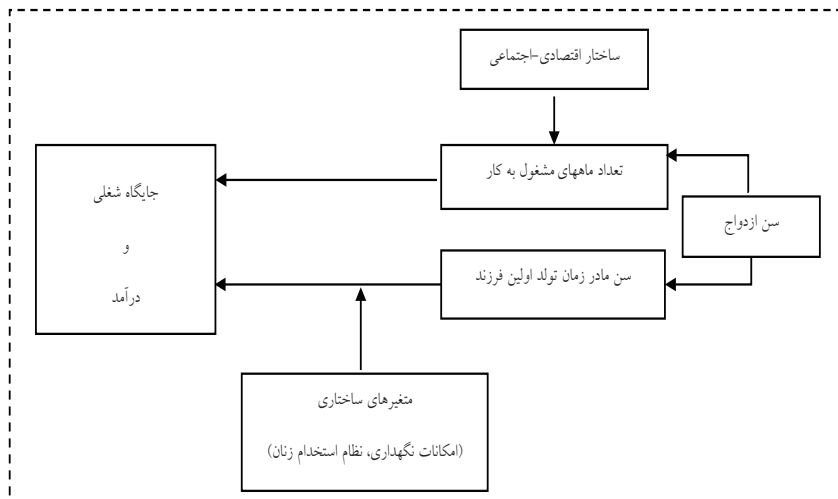 ساختار اقتصادی-اجتماعی
تعداد ماههای مشغول به کار
سن ازدواج
سن مادر زمان تولد اولین فرزند
جایگاه شغلی
و
درآمد
متغیرهای ساختاری
(امکانات نگهداری، نظام استخدام زنان)